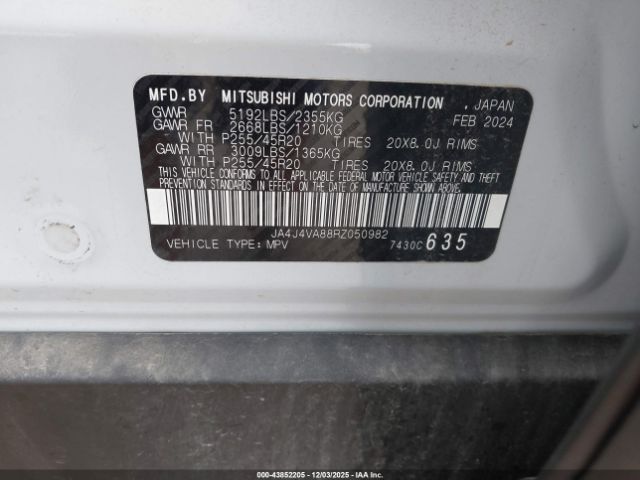 MFD.BY MITSUBISHI MOTORS CORPORATION , JAPAN
GVWR 5192LBS/2355KG FEB 2024
GAWR FR 2668LBS/1210KG
WITH P255/45R20 TIRES 20X8.0J RIMS
GAWR RR 3009LBS/1365KG
WITH P255/45R20 TIRES 20X8.0J RIMS
THIS VEHICLE CONFORMS TO ALL APPLICABLE FEDERAL MOTOR VEHICLE SAFETY AND THEFT
PREVENTION STANDARDS IN EFFECT ON THE DATE OF MANUFACTURE SHOWN ABOVE.
JA4J4VA88RZ050982
VEHICLE TYPE: MPV 7430C 635
00-43852205 - 12/03/2025 - IAA Inc.